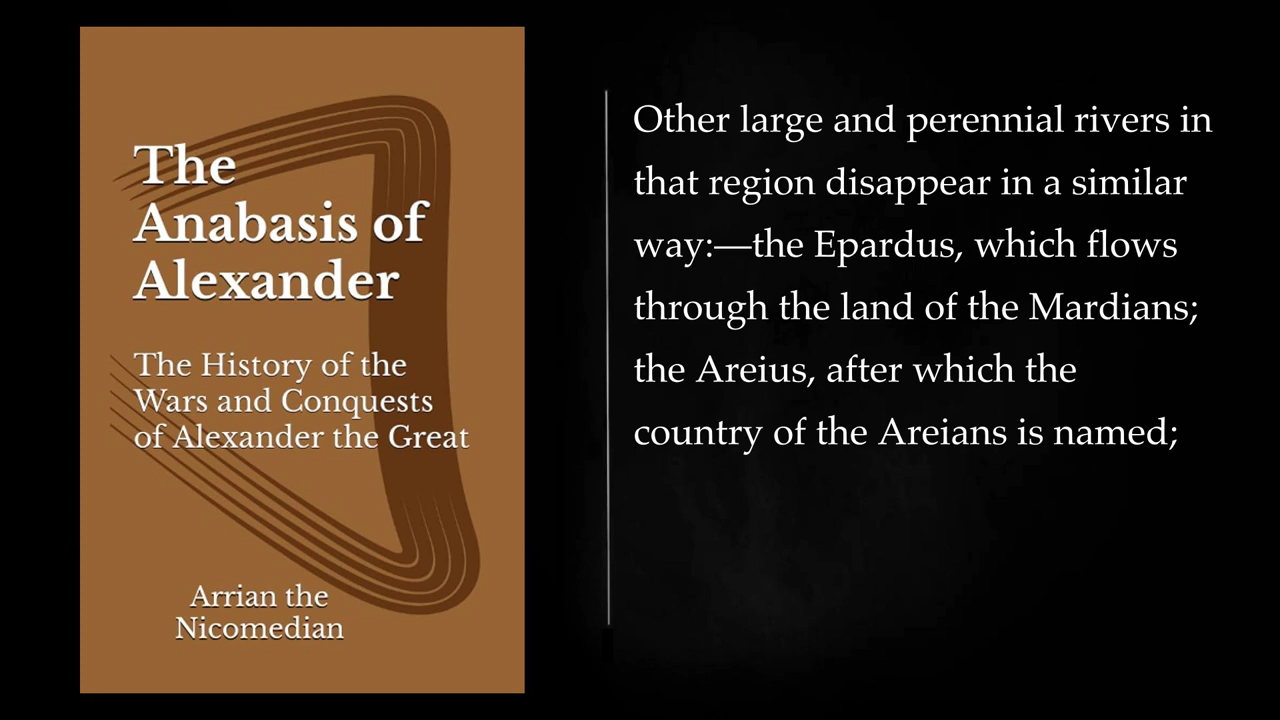 The
Anabasis of
Alexander
The History of the
Wars and Conquests
of Alexander the Great
Arrian the
Nicomedian
Other large and perennial rivers in
that region disappear in a similar
way:—the Epardus, which flows
through the land of the Mardians;
the Areius, after which the
country of the Areians is named;